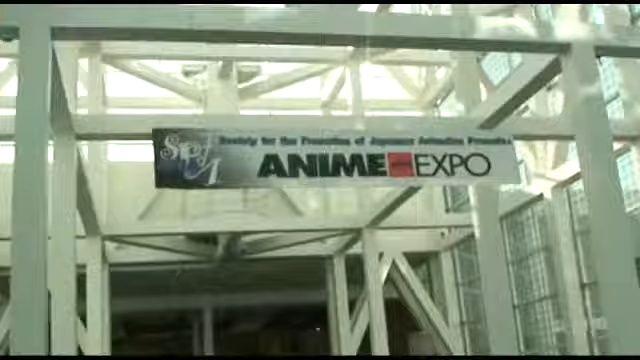 SPJA
Society for the Promotion of Japanese Animation Presents
ANIME EXPO